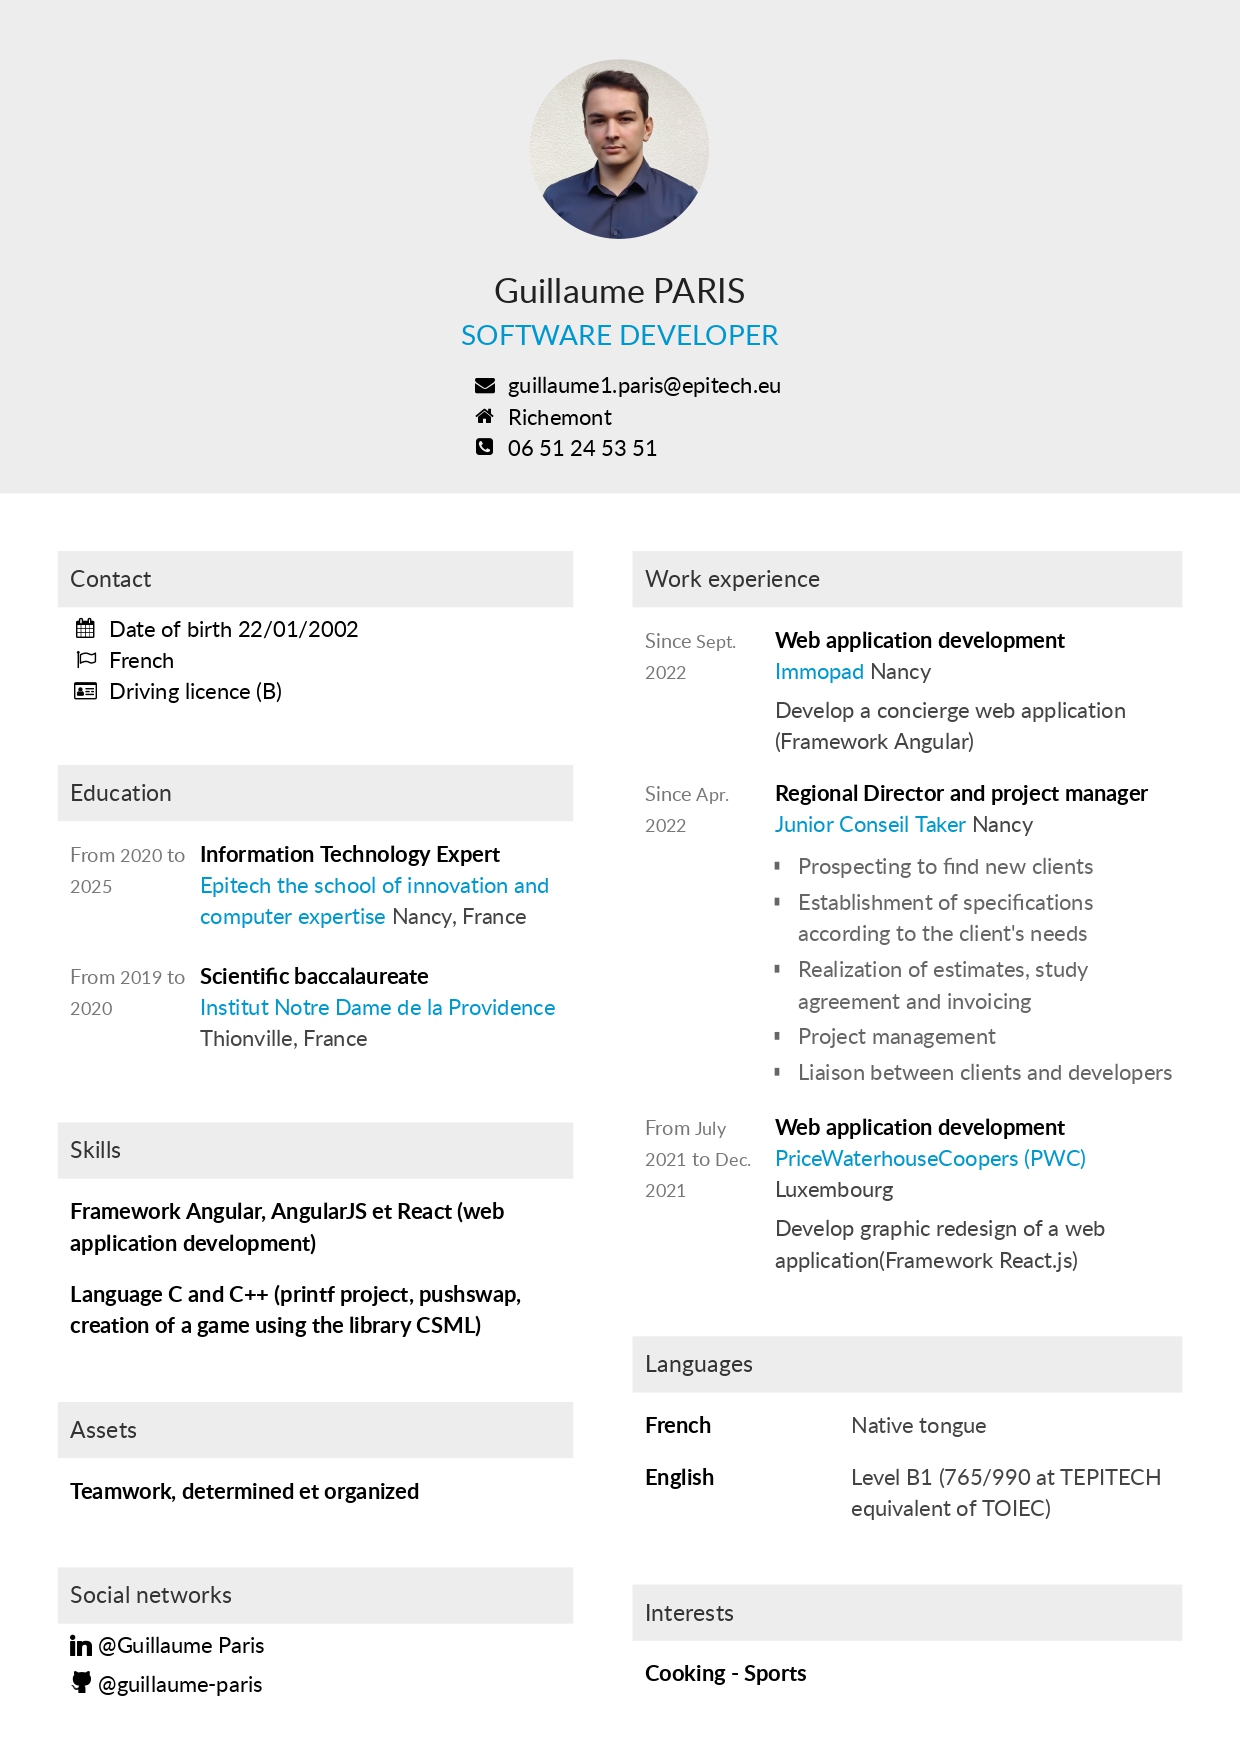 Guillaume PARIS
SOFTWARE DEVELOPER
guillaume1.paris@epitech.eu
Richemont
06 51 24 53 51
Contact
Date of birth 22/01/2002
French
Driving licence (B)
Education
From 2020 to 2025
Information Technology Expert
Epitech the school of innovation and
computer expertise Nancy, France
From 2019 to 2020
Scientific baccalaureate
Institut Notre Dame de la Providence
Thionville, France
Skills
Framework Angular, AngularJS et React (web
application development)
Language C and C++ (printf project, pushswap,
creation of a game using the library CSML)
Assets
Teamwork, determined et organized
Social networks
@Guillaume Paris
@guillaume-paris
Work experience
Since Sept. 2022
Web application development
Immopad Nancy
Develop a concierge web application
(Framework Angular)
Since Apr. 2022
Regional Director and project manager
Junior Conseil Taker Nancy
Prospecting to find new clients
Establishment of specifications
according to the client's needs
Realization of estimates, study
agreement and invoicing
Project management
Liaison between clients and developers
From July 2021 to Dec. 2021
Web application development
PriceWaterhouseCoopers (PWC)
Luxembourg
Develop graphic redesign of a web
application(Framework React.js)
Languages
French Native tongue
English Level B1 (765/990 at TEPITECH
equivalent of TOIEC)
Interests
Cooking - Sports